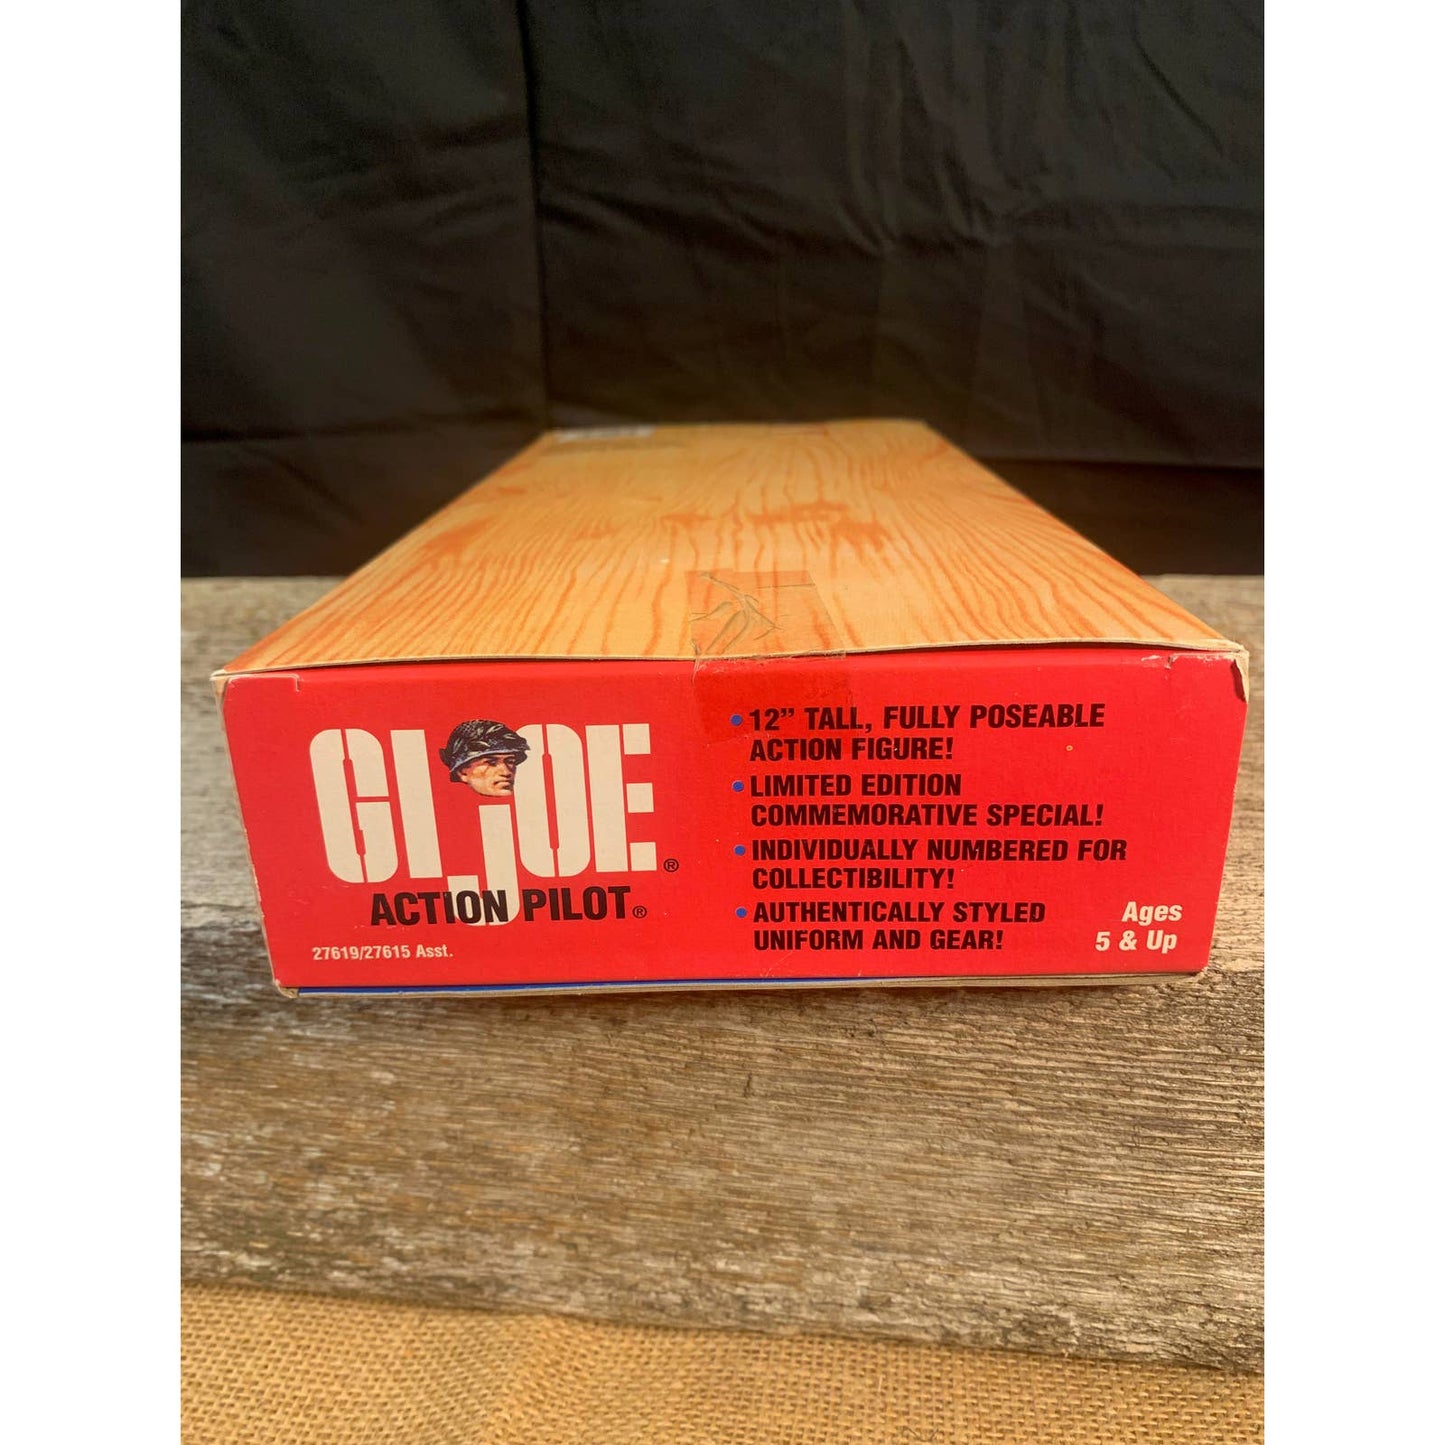 GI JOE®
ACTION PILOT®
27619/27615 Asst.
• 12” TALL, FULLY POSEABLE
ACTION FIGURE!
• LIMITED EDITION
COMMEMORATIVE SPECIAL!
• INDIVIDUALLY NUMBERED FOR
COLLECTIBILITY!
• AUTHENTICALLY STYLED
UNIFORM AND GEAR!
Ages
5 & Up